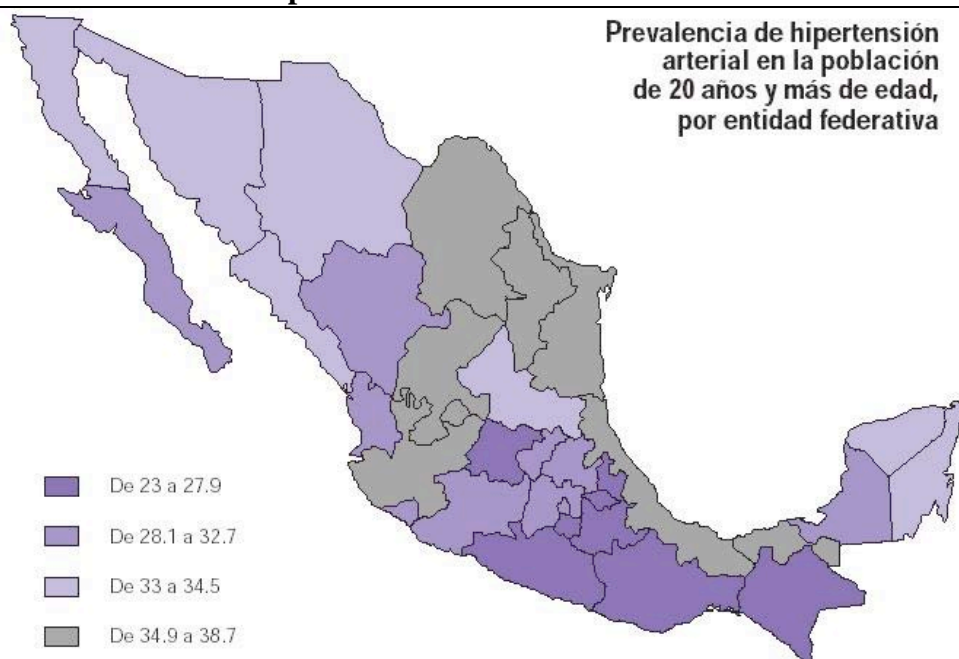 Prevalencia de hipertensión
arterial en la población
de 20 años y más de edad,
por entidad federativa
De 23 a 27.9
De 28.1 a 32.7
De 33 a 34.5
De 34.9 a 38.7